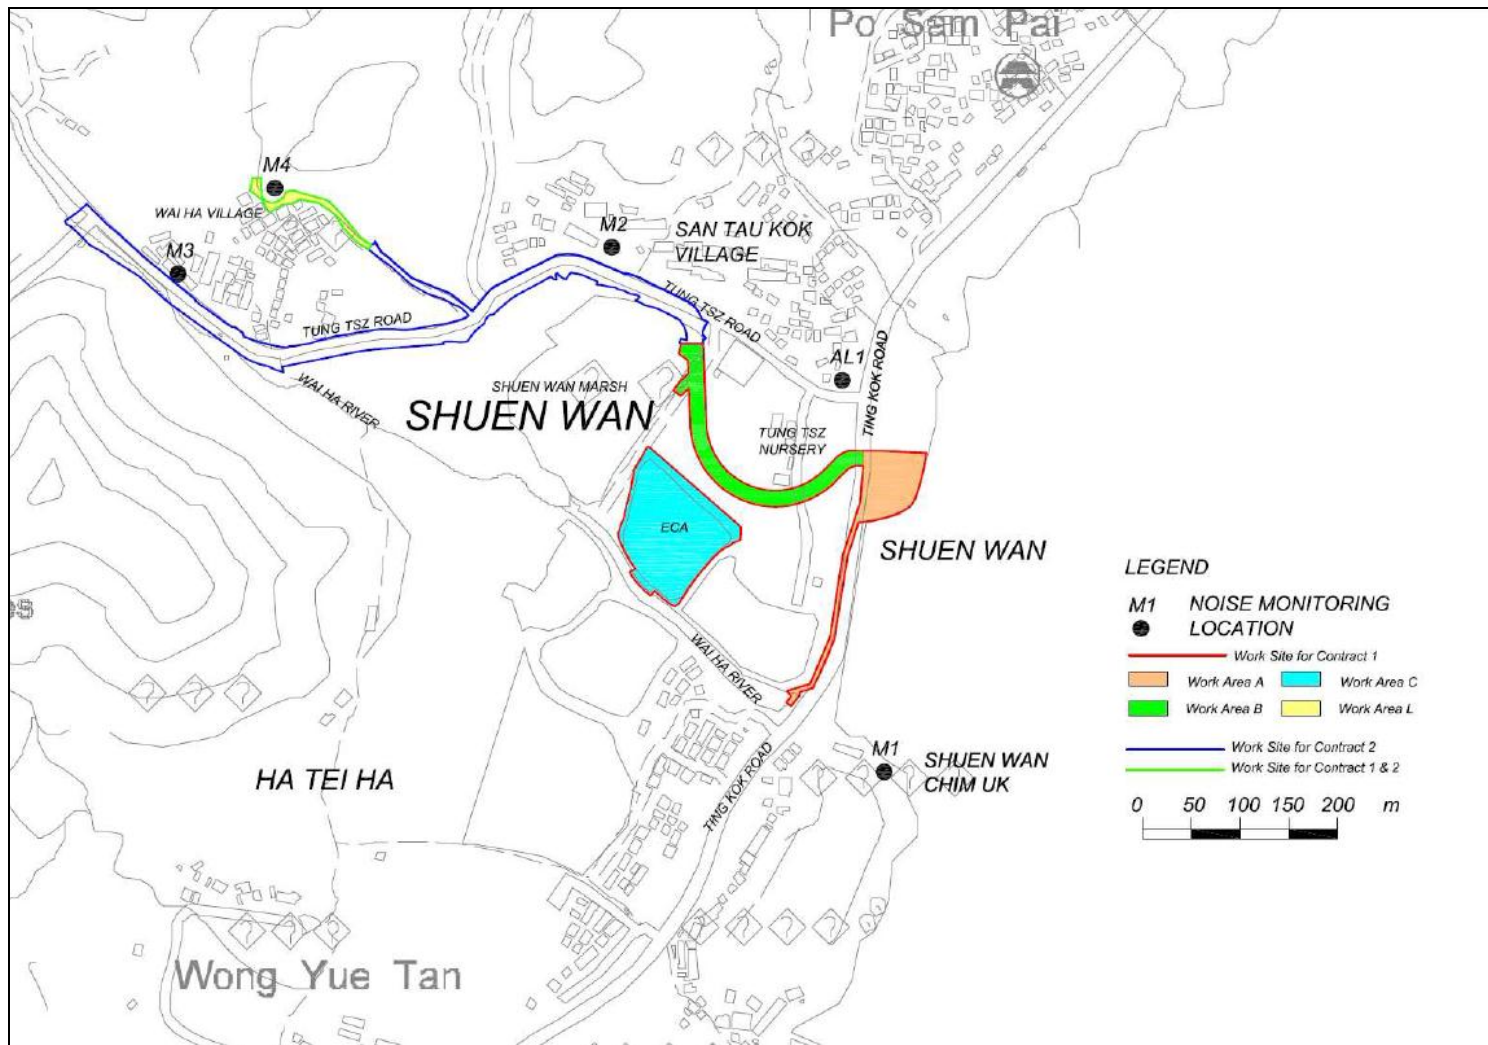 Po Sam Pai
M4
WAI HA VILLAGE
M3
M2
SAN TAU KOK
VILLAGE
TUNG TSZ ROAD
TUNG TSZ ROAD
AL1
TING KOK ROAD
WAI HA RIVER
SHUEN WAN MARSH
SHUEN WAN
TUNG TSZ
NURSERY
ECA
SHUEN WAN
WAI HA RIVER
TING KOK ROAD
M1
SHUEN WAN
CHIM UK
HA TEI HA
Wong Yue Tan
LEGEND
M1 NOISE MONITORING
LOCATION
Work Site for Contract 1
Work Area A
Work Area C
Work Area B
Work Area L
Work Site for Contract 2
Work Site for Contract 1 & 2
0 50 100 150 200 m